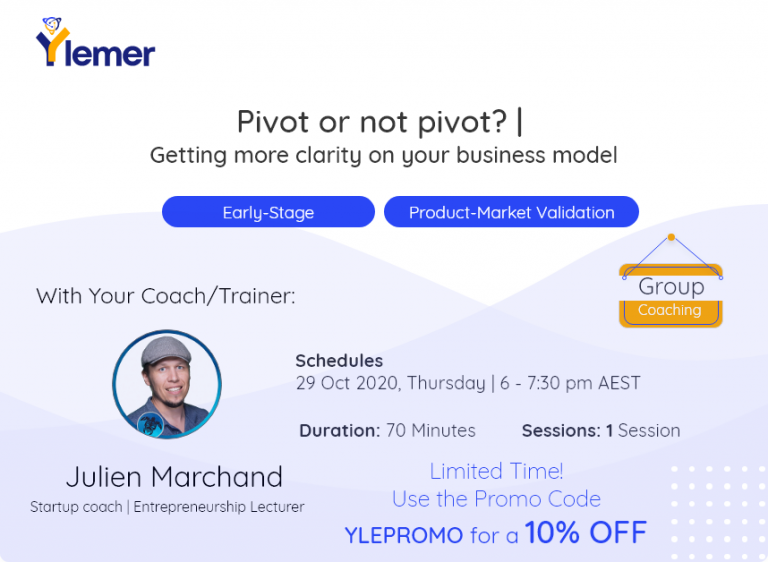 Ylemer
Pivot or not pivot? |
Getting more clarity on your business model
Early-Stage
Product-Market Validation
Group
Coaching
With Your Coach/Trainer:
Schedules
29 Oct 2020, Thursday | 6 - 7:30 pm AEST
Duration: 70 Minutes
Sessions: 1 Session
Julien Marchand
Startup coach | Entrepreneurship Lecturer
Limited Time!
Use the Promo Code
YLEPROMO for a 10% OFF